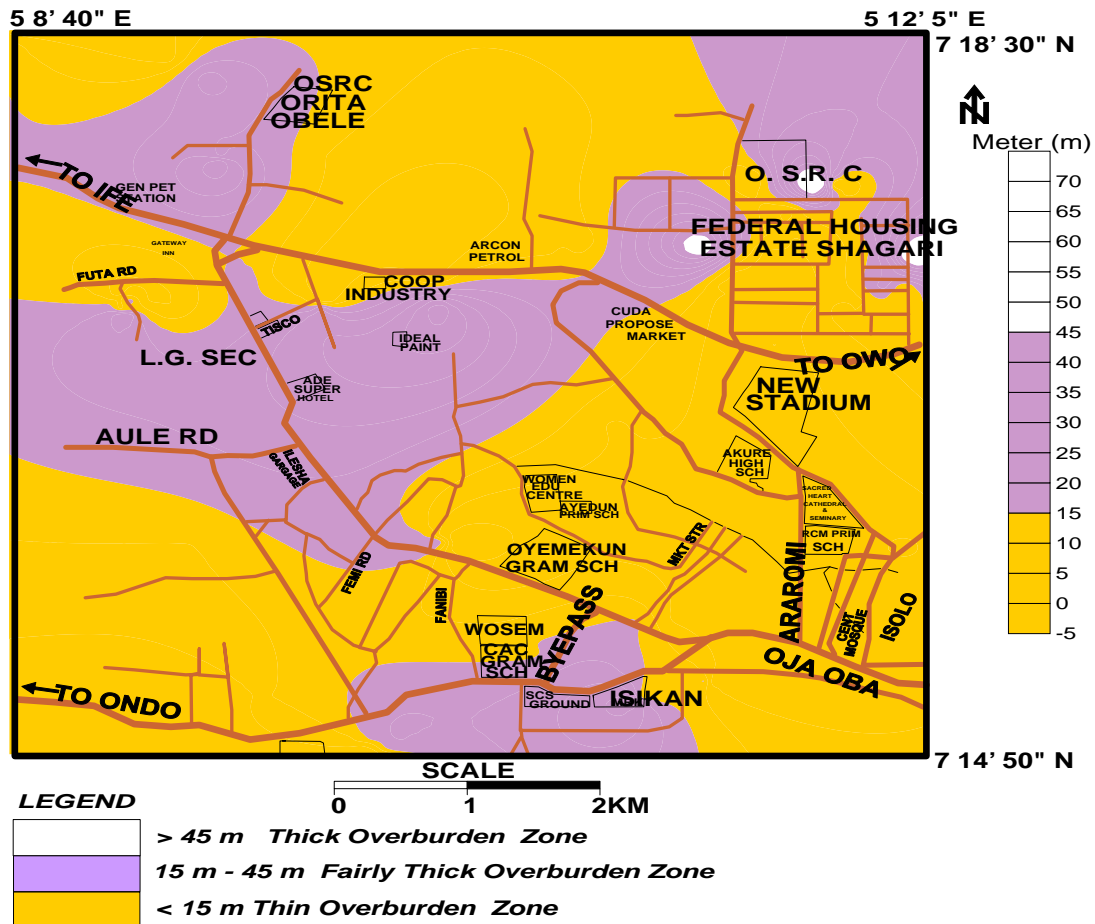 5 8’ 40" E
5 12’ 5" E
7 18’ 30" N
N
Meter (m)
70
65
60
55
50
45
40
35
30
25
20
15
10
5
0
-5
OSRC
ORITA
OBELE
TO IFE
GEN PET
STATION
O. S.R. C
FEDERAL HOUSING
ESTATE SHAGARI
GATEWAY
INN
ARCON
PETROL
FUTA RD
COOP
INDUSTRY
CUDA
PROPOSE
MARKET
TISCO
IDEAL
PAINT
L.G. SEC
TO OWO
ADE
SUPER
HOTEL
NEW
STADIUM
AULE RD
ILESHA
GARGAGE
AKURE
HIGH
SCH
WOMEN
EDU
CENTRE
AYEDUN
PRIM SCH
SACRED
HEART
CATHEDRAL
&
SEMINARY
RCM PRIM
SCH
OYEMEKUN
GRAM SCH
MKT STR
FEMI RD
FANIBI
BYEPASS
ARAROMI
CENT
MOSQUE
ISOLO
WOSEM
CAC
GRAM
SCH
OJA OBA
TO ONDO
SCS
GROUND
ISIKAN
MRK
7 14’ 50" N
SCALE
0 1 2KM
LEGEND
> 45 m Thick Overburden Zone
15 m - 45 m Fairly Thick Overburden Zone
< 15 m Thin Overburden Zone